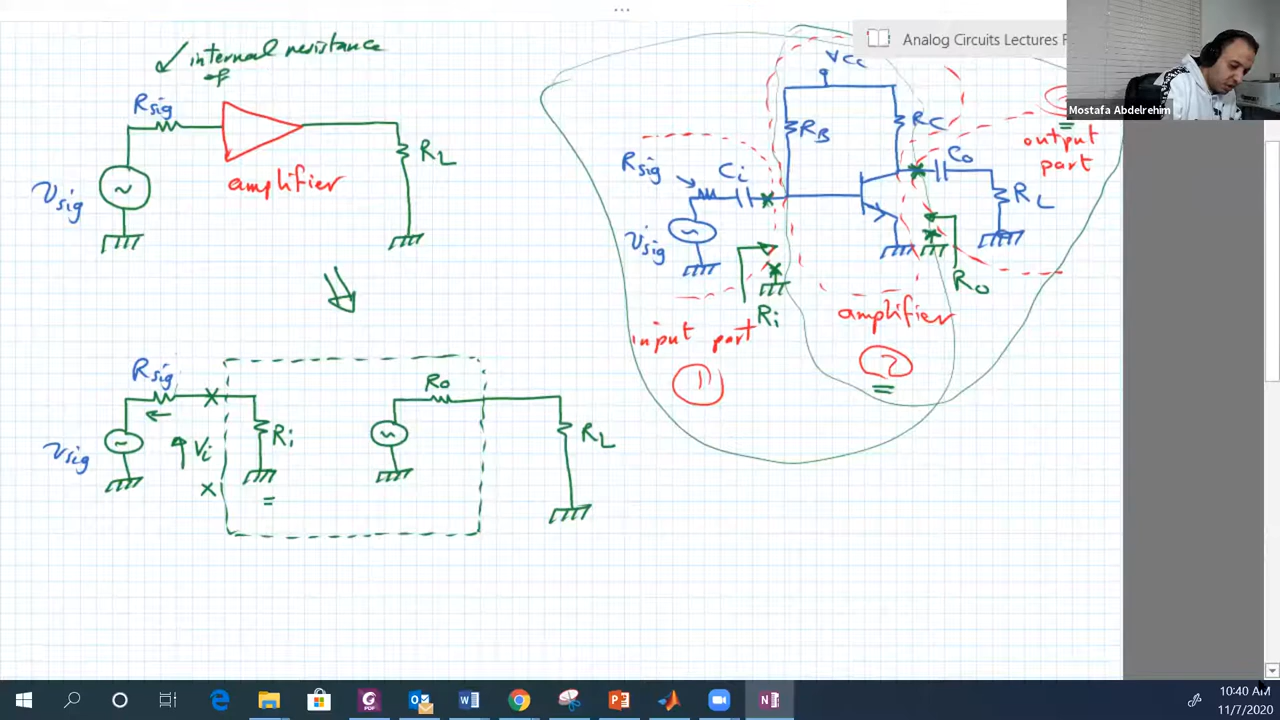 Analog Circuits Lectures F
Mostafa Abdelrehim
internal resistance
of
Rsig
Vsig
amplifier
RL
VCC
RB
RC
Rsig
Ci
Co
RL
Vsig
Ri
Ro
output
part
input part
1
amplifier
2
=
=
Rsig
Vsig
Vi
Ri
=
Ro
RL
10:40 AM
11/7/2020